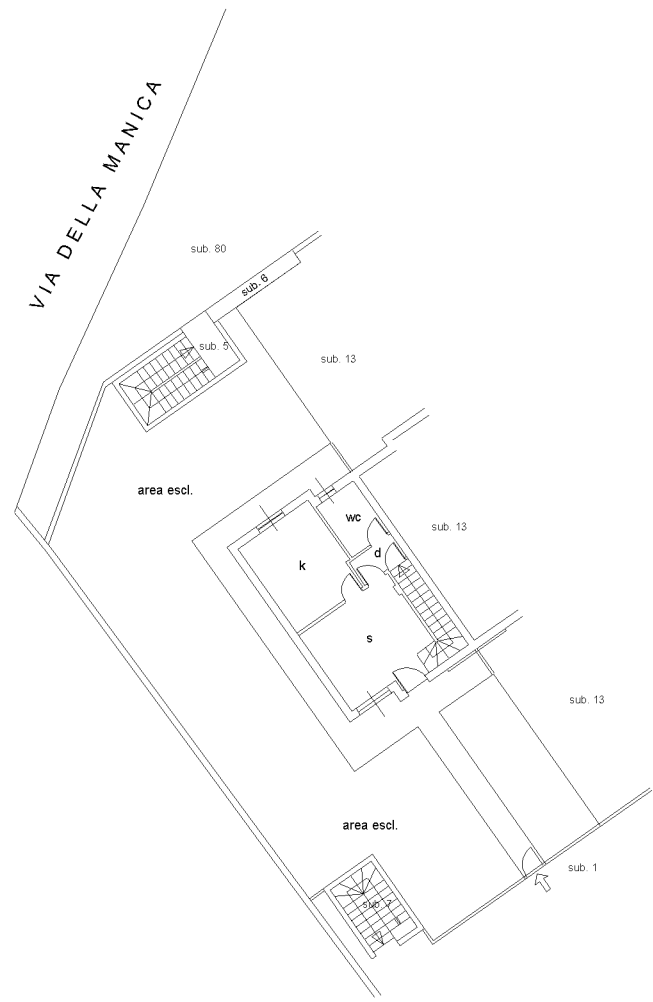 VIA DELLA MANICA
sub. 80
sub. 6
sub. 5
sub. 13
area escl.
wc
sub. 13
d
k
s
sub. 13
area escl.
sub. 1
sub. 7